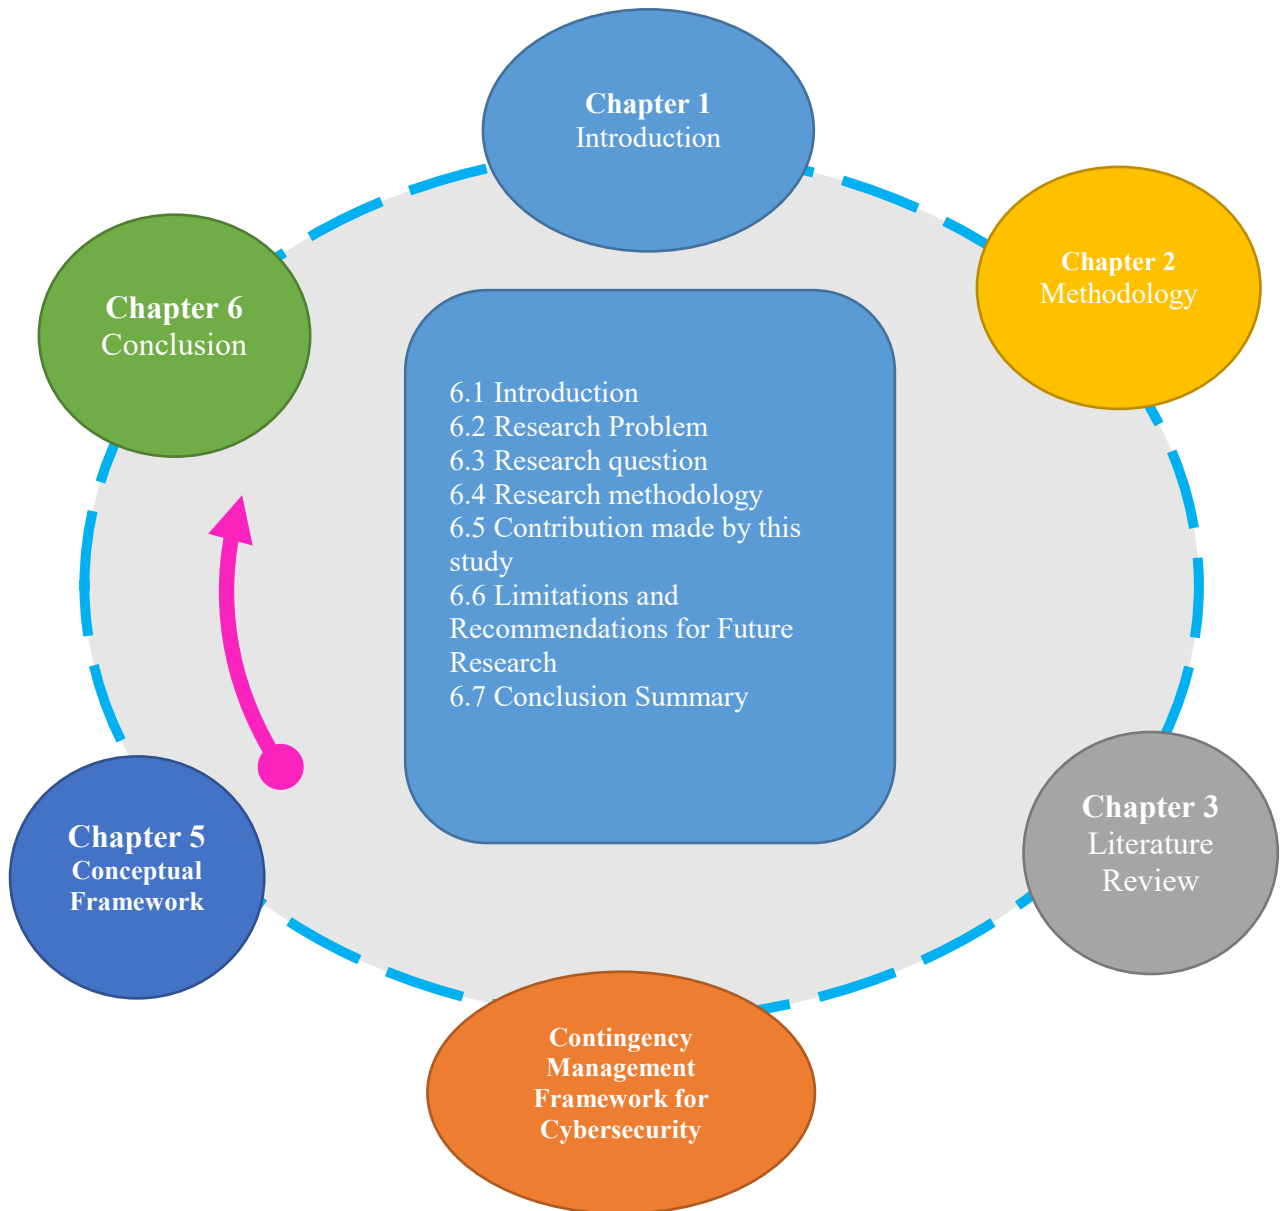 Chapter 1
Introduction
Chapter 2
Methodology
Chapter 6
Conclusion
6.1 Introduction
6.2 Research Problem
6.3 Research question
6.4 Research methodology
6.5 Contribution made by this
study
6.6 Limitations and
Recommendations for Future
Research
6.7 Conclusion Summary
Chapter 3
Literature
Review
Chapter 5
Conceptual
Framework
Contingency
Management
Framework for
Cybersecurity